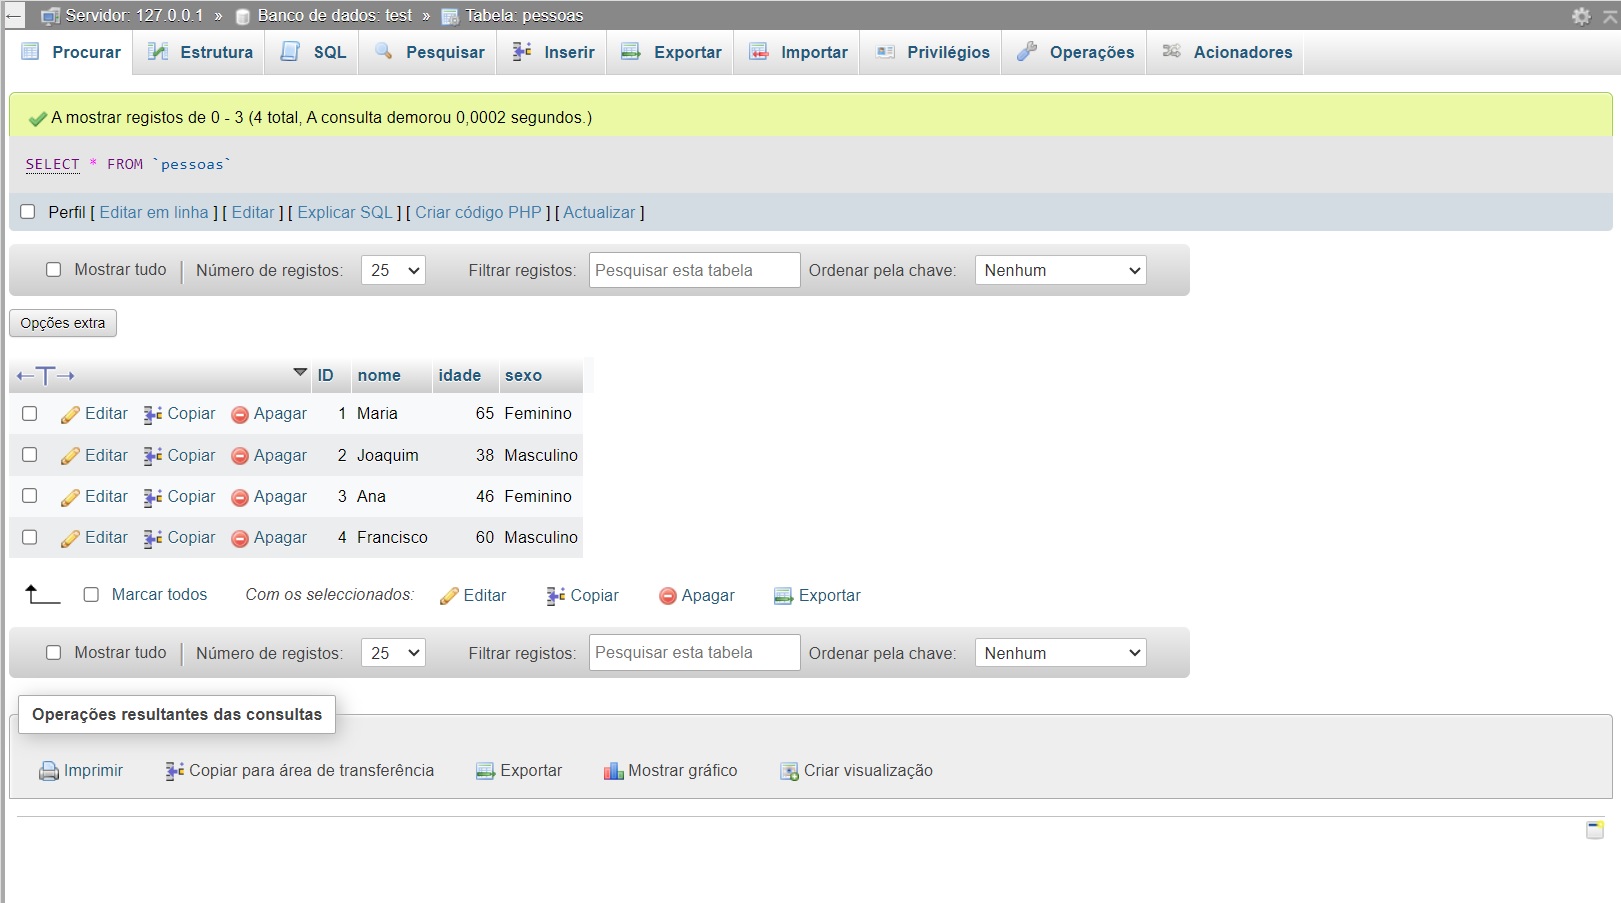 Servidor: 127.0.0.1 » Banco de dados: test » Tabela: pessoas
Procurar Estrutura SQL Pesquisar Inserir Exportar Importar Privilégios Operações Acionadores
A mostrar registos de 0 - 3 (4 total, A consulta demorou 0,0002 segundos.)
SELECT * FROM `pessoas`
Perfil [ Editar em linha ] [ Editar ] [ Explicar SQL ] [ Criar código PHP ] [ Actualizar ]
Mostrar tudo Número de registos: 25 Filtrar registos: Pesquisar esta tabela Ordenar pela chave: Nenhum
Opções extra
←T→ ID nome idade sexo
Editar Copiar Apagar 1 Maria 65 Feminino
Editar Copiar Apagar 2 Joaquim 38 Masculino
Editar Copiar Apagar 3 Ana 46 Feminino
Editar Copiar Apagar 4 Francisco 60 Masculino
Marcar todos Com os seleccionados: Editar Copiar Apagar Exportar
Mostrar tudo Número de registos: 25 Filtrar registos: Pesquisar esta tabela Ordenar pela chave: Nenhum
Operações resultantes das consultas
Imprimir Copiar para área de transferência Exportar Mostrar gráfico Criar visualização